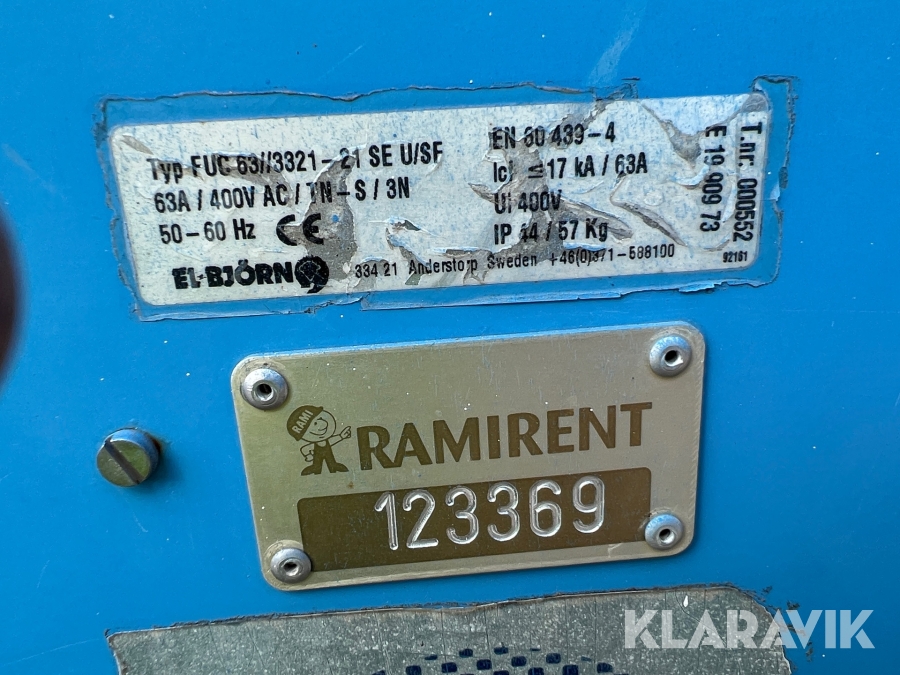 Typ FUC 63//3321-21 SE U/SF
63A / 400V AC / TN-S / 3N
50-60 Hz CE
EL-BJÖRN
EN 60 439-4
≤17 kA / 63A
Ui 400V
IP 44 / 57 Kg
334 21 Anderstorp Sweden +46(0)371-588100
T.nr. 000552
E 19 909 73
92161
RAMI
RAMIRENT
123369
KLARAVIK